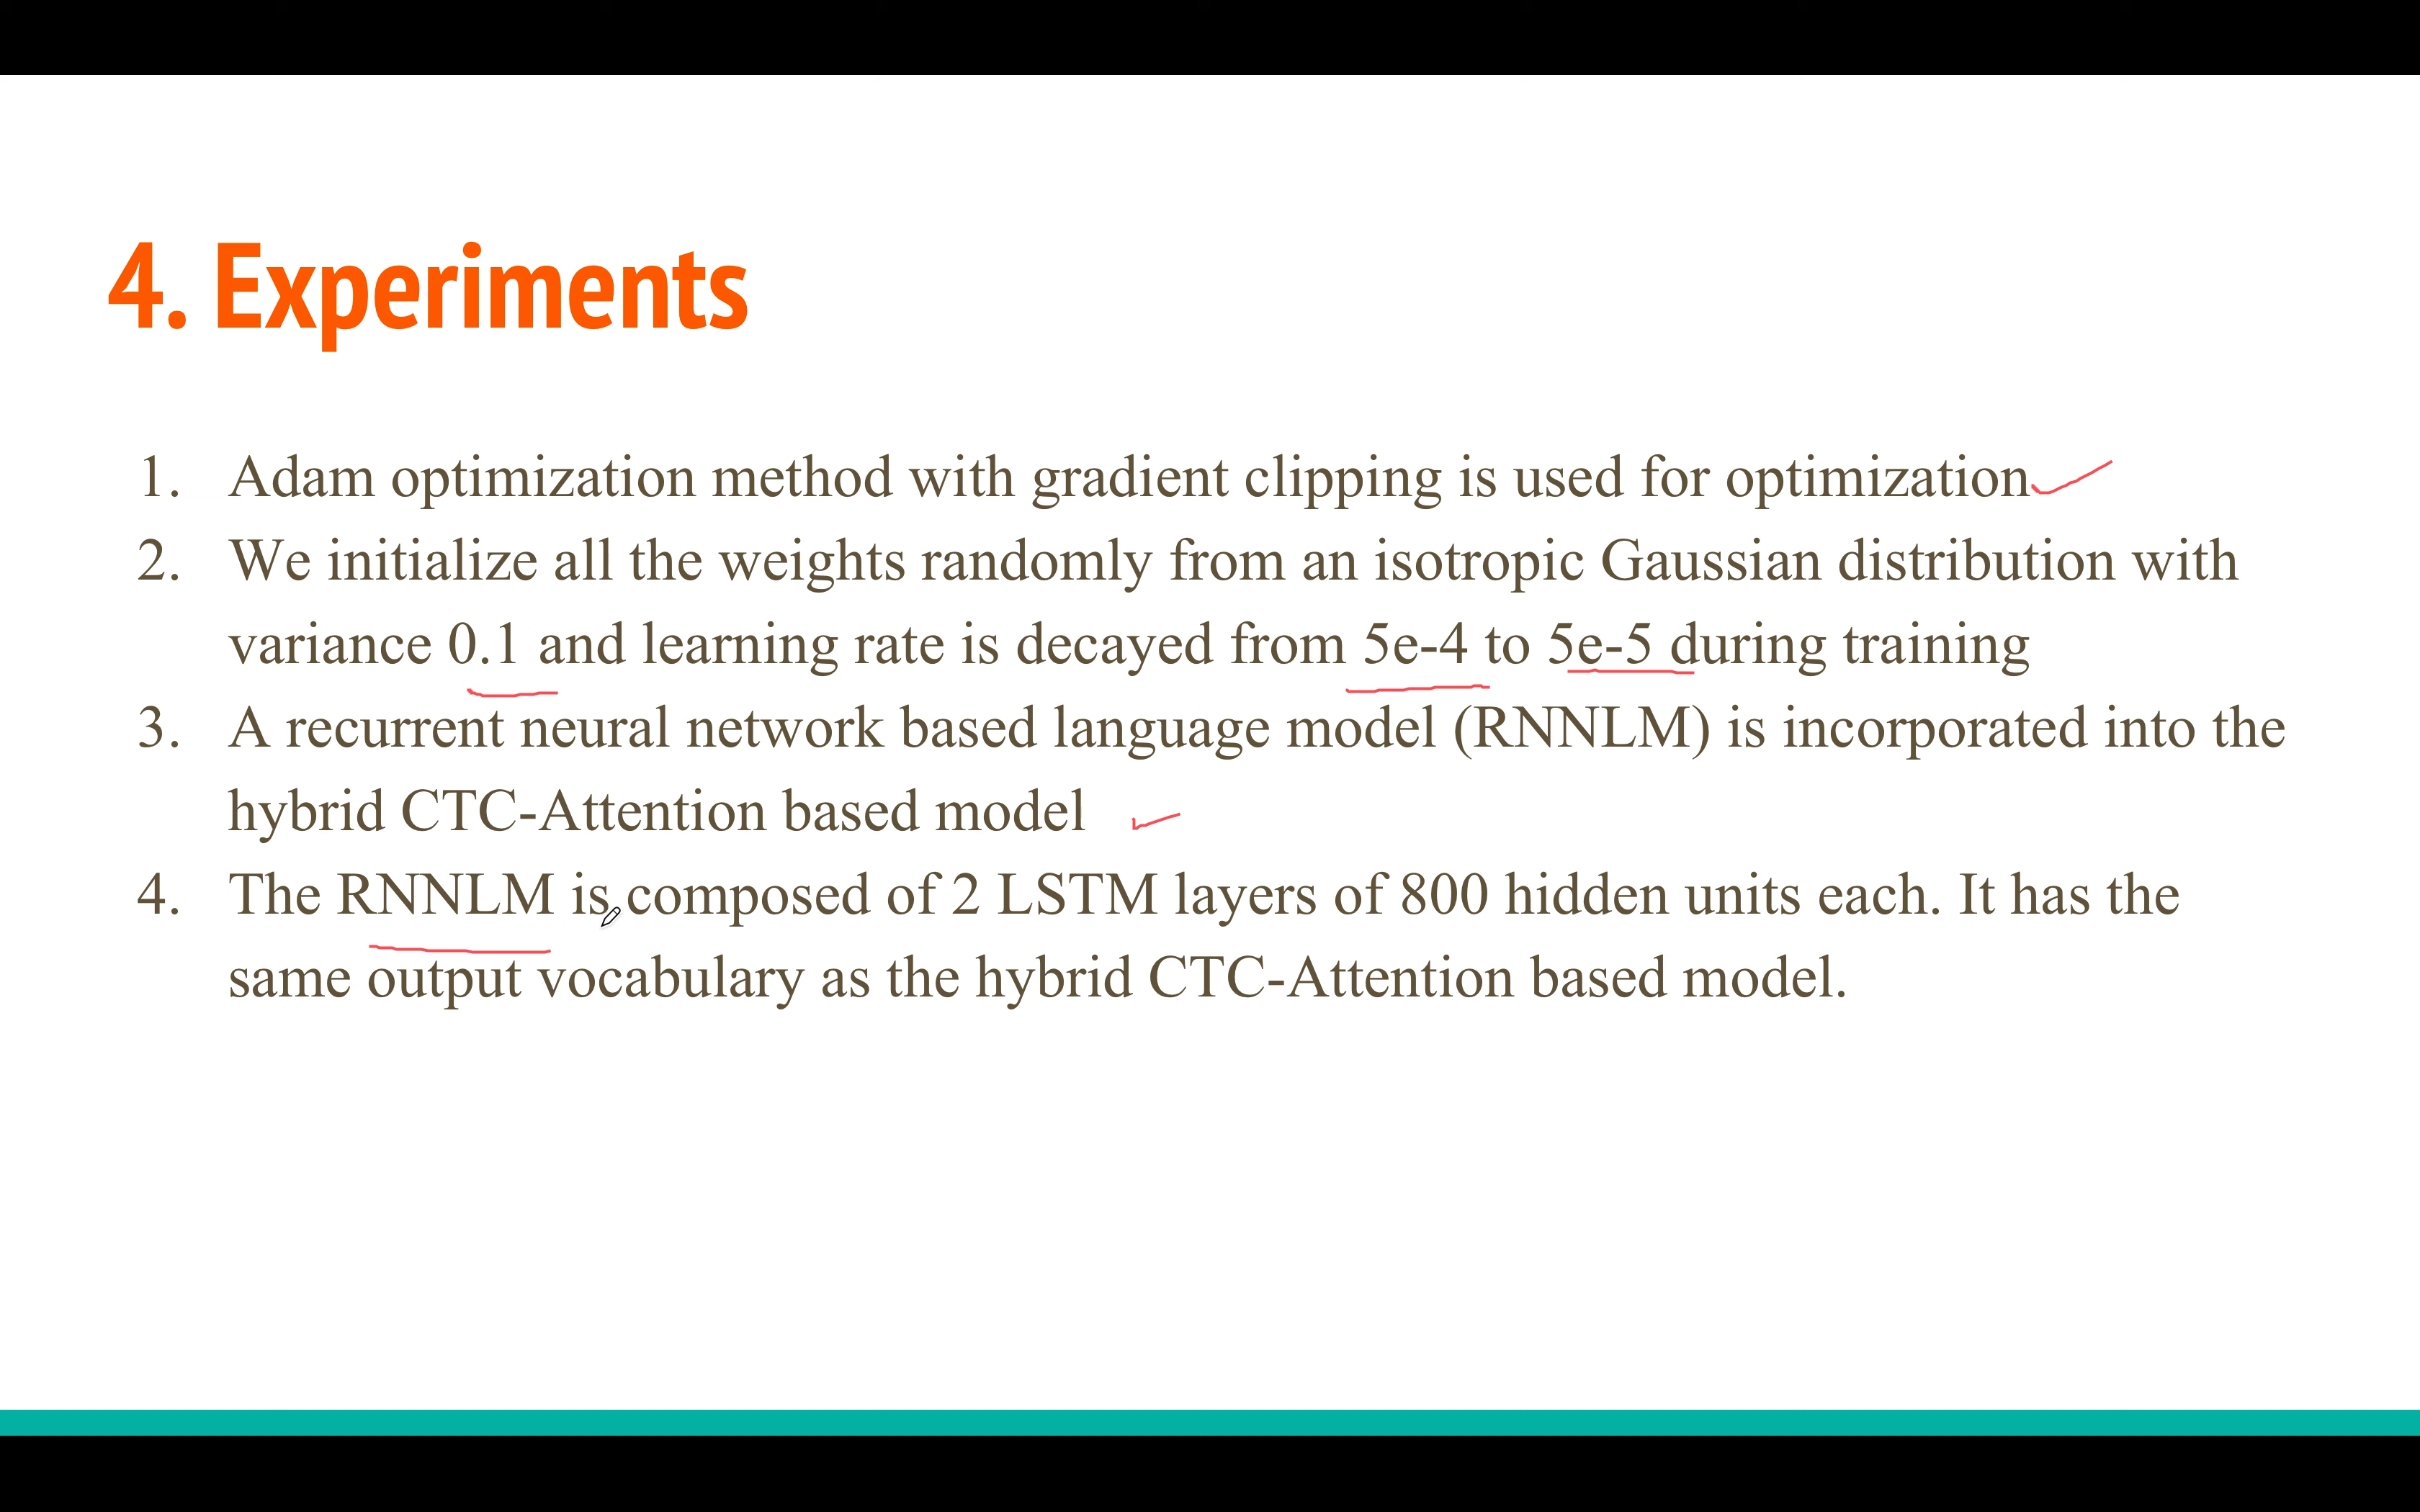 4. Experiments
1. Adam optimization method with gradient clipping is used for optimization
2. We initialize all the weights randomly from an isotropic Gaussian distribution with
variance 0.1 and learning rate is decayed from 5e-4 to 5e-5 during training
3. A recurrent neural network based language model (RNNLM) is incorporated into the
hybrid CTC-Attention based model
4. The RNNLM is composed of 2 LSTM layers of 800 hidden units each. It has the
same output vocabulary as the hybrid CTC-Attention based model.